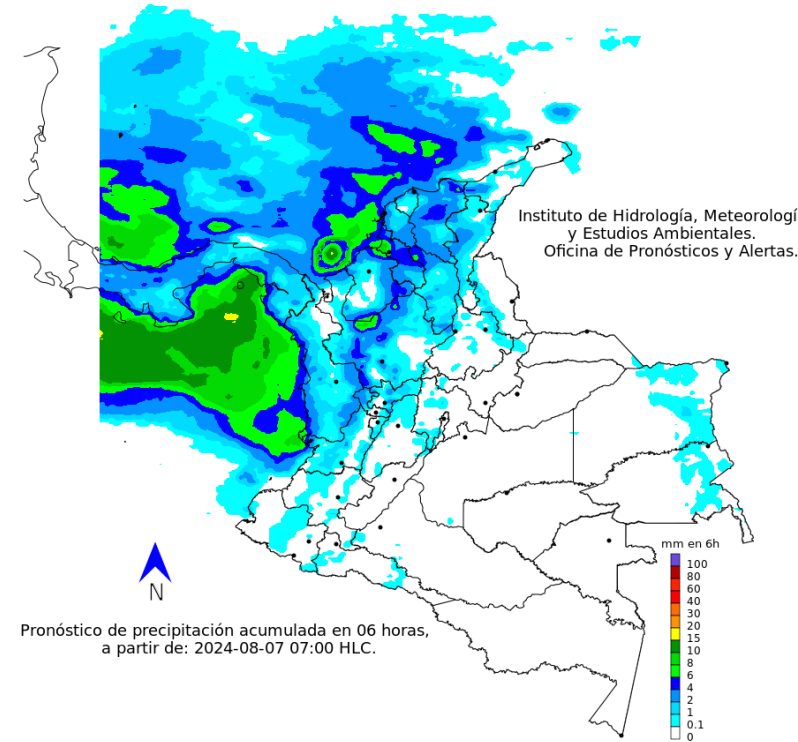 Instituto de Hidrología, Meteorologí
y Estudios Ambientales.
Oficina de Pronósticos y Alertas.
mm en 6h
100
80
60
40
30
20
15
10
8
6
4
2
1
0.1
0
N
Pronóstico de precipitación acumulada en 06 horas,
a partir de: 2024-08-07 07:00 HLC.